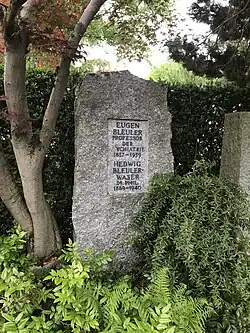 EUGEN
BLEULER
PROFESSOR
DER
PSYCHIATRIE
1857-1939
HEDWIG
BLEULER
WASER
DR. PHIL.
1869-1940